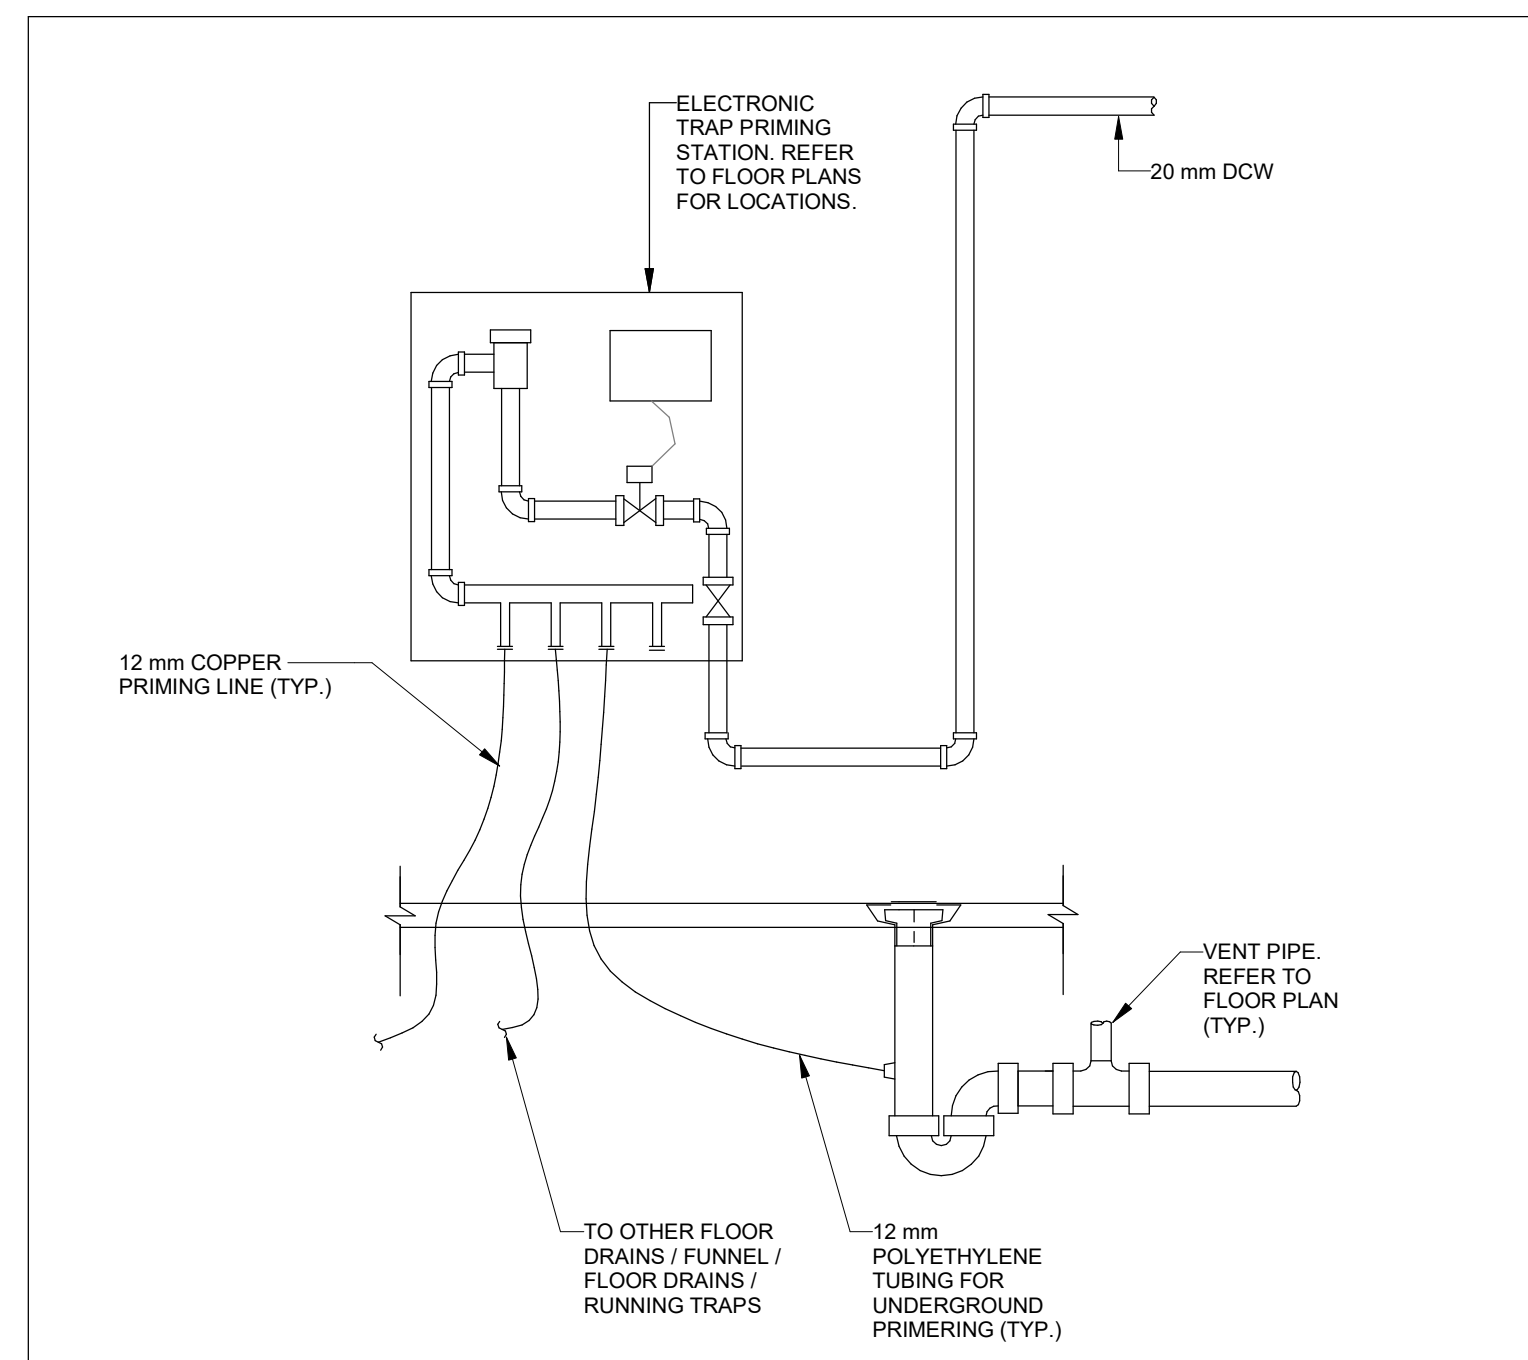 ELECTRONIC
TRAP PRIMING
STATION. REFER
TO FLOOR PLANS
FOR LOCATIONS.
20 mm DCW
12 mm COPPER
PRIMING LINE (TYP.)
VENT PIPE.
REFER TO
FLOOR PLAN
(TYP.)
TO OTHER FLOOR
DRAINS / FUNNEL /
FLOOR DRAINS /
RUNNING TRAPS
12 mm
POLYETHYLENE
TUBING FOR
UNDERGROUND
PRIMERING (TYP.)